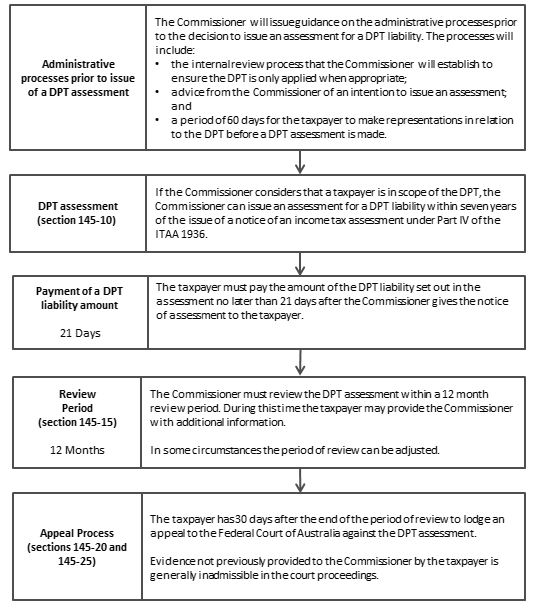 The Commissioner will issue guidance on the administrative processes prior
to the decision to issue an assessment for a DPT liability. The processes will
include:
• the internal review process that the Commissioner will establish to
ensure the DPT is only applied when appropriate;
• advice from the Commissioner of an intention to issue an assessment;
and
• a period of 60 days for the taxpayer to make representations in relation
to the DPT before a DPT assessment is made.
Administrative
processes prior to issue
of a DPT assessment
DPT assessment
(section 145-10)
If the Commissioner considers that a taxpayer is in scope of the DPT, the
Commissioner can issue an assessment for a DPT liability within seven years
of the issue of a notice of an income tax assessment under Part IV of the
ITAA 1936.
Payment of a DPT
liability amount
21 Days
The taxpayer must pay the amount of the DPT liability set out in the
assessment no later than 21 days after the Commissioner gives the notice
of assessment to the taxpayer.
Review
Period
(section 145-15)
12 Months
The Commissioner must review the DPT assessment within a 12 month
review period. During this time the taxpayer may provide the Commissioner
with additional information.
In some circumstances the period of review can be adjusted.
Appeal Process
(sections 145-20 and
145-25)
The taxpayer has 30 days after the end of the period of review to lodge an
appeal to the Federal Court of Australia against the DPT assessment.
Evidence not previously provided to the Commissioner by the taxpayer is
generally inadmissible in the court proceedings.